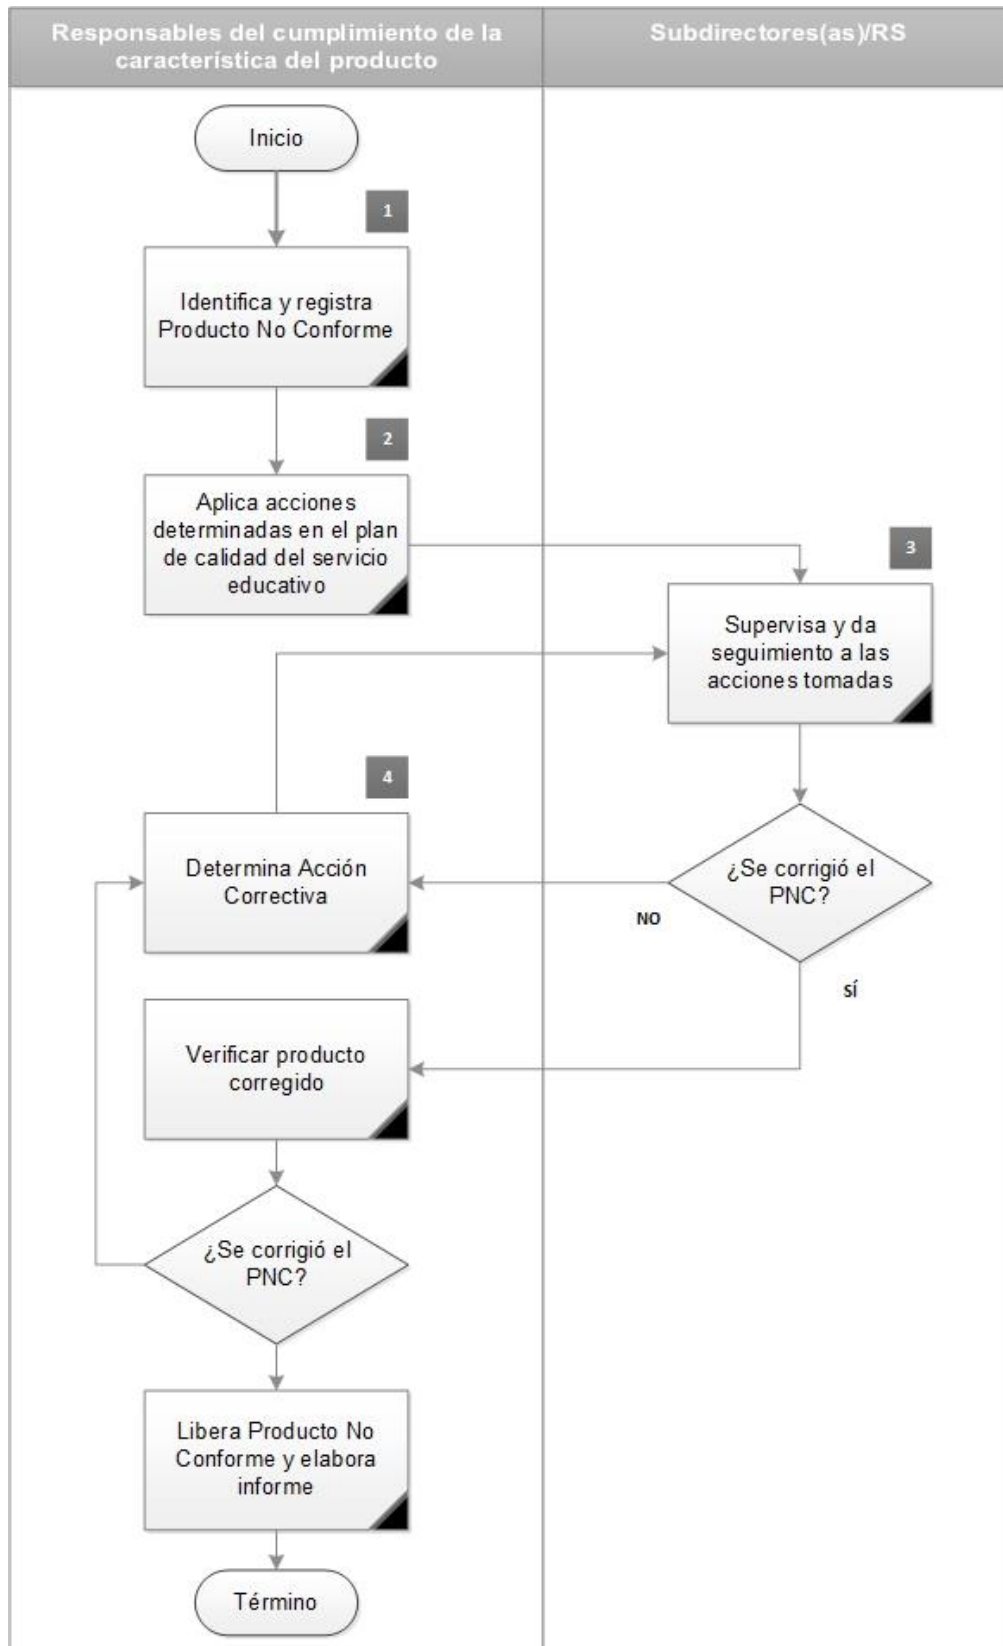 Responsables del cumplimiento de la
característica del producto
Subdirectores(as)/RS
Inicio
1
Identifica y registra
Producto No Conforme
2
Aplica acciones
determinadas en el plan
de calidad del servicio
educativo
3
Supervisa y da
seguimiento a las
acciones tomadas
4
Determina Acción
Correctiva
¿Se corrigió el
PNC?
NO
SÍ
Verificar producto
corregido
¿Se corrigió el
PNC?
Libera Producto No
Conforme y elabora
informe
Término